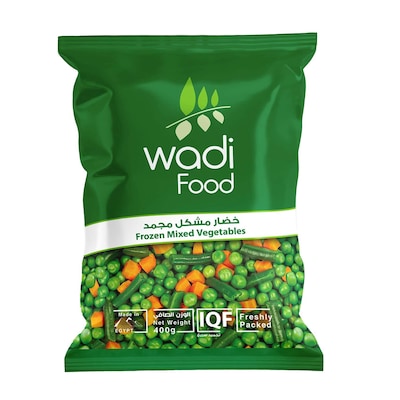 wadi
Food
خضار مشكل مجمد
Frozen Mixed Vegetables
Made in
EGYPT
الوزن الصافي
Net Weight
400g
IQF
Freshly
Packed